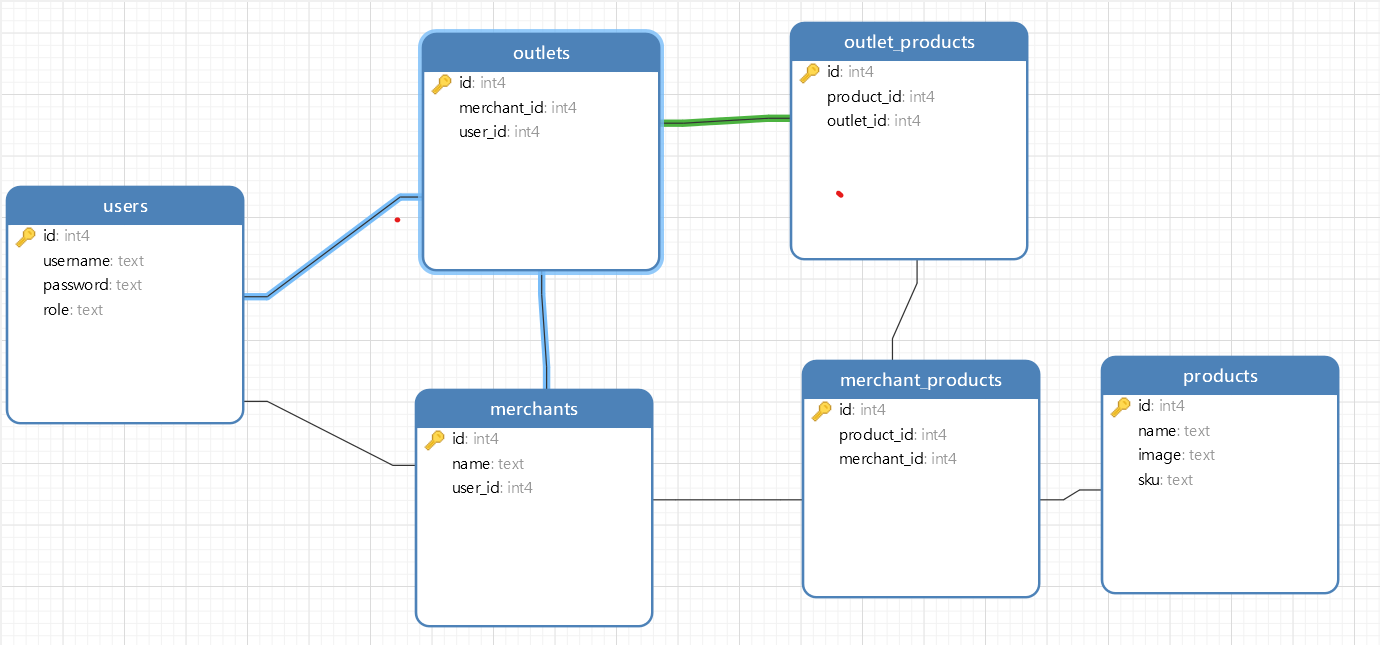 outlets
id: int4
merchant_id: int4
user_id: int4
outlet_products
id: int4
product_id: int4
outlet_id: int4
users
id: int4
username: text
password: text
role: text
merchants
id: int4
name: text
user_id: int4
merchant_products
id: int4
product_id: int4
merchant_id: int4
products
id: int4
name: text
image: text
sku: text